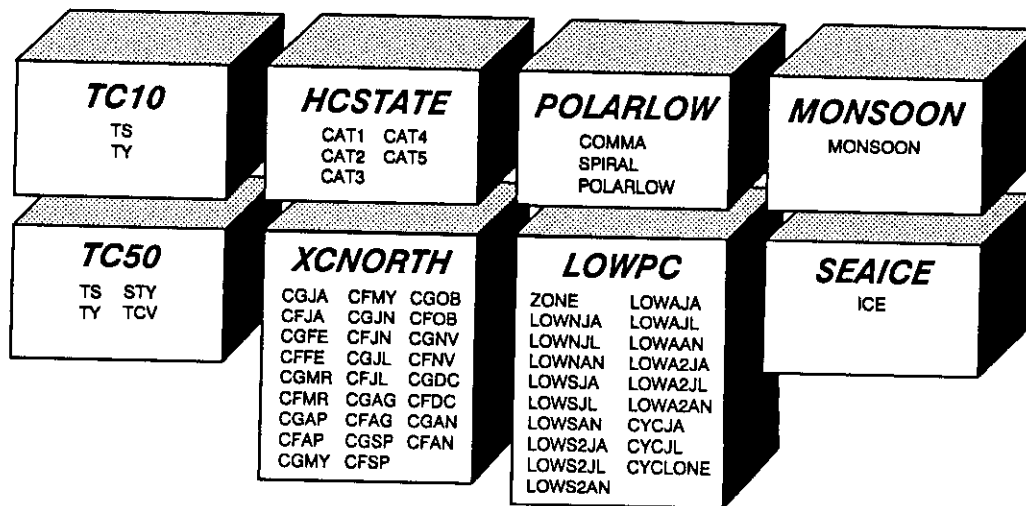 TC10
TS
TY
HCSTATE
CAT1 CAT4
CAT2 CAT5
CAT3
POLARLOW
COMMA
SPIRAL
POLARLOW
MONSOON
MONSOON
TC50
TS STY
TY TCV
XCNORTH
CGJA CFMY CGOB
CFJA CGJN CFOB
CGFE CFJN CGNV
CFFE CGJL CFNV
CGMR CFJL CGDC
CFMR CGAG CFDC
CGAP CFAG CGAN
CFAP CGSP CFAN
CGMY CFSP
LOWPC
ZONE LOWAJA
LOWNJA LOWAJL
LOWNJL LOWAAN
LOWNAN LOWA2JA
LOWSJA LOWA2JL
LOWSJL LOWA2AN
LOWSAN CYCJA
LOWS2JA CYCJL
LOWS2JL CYCLONE
LOWS2AN
SEAICE
ICE